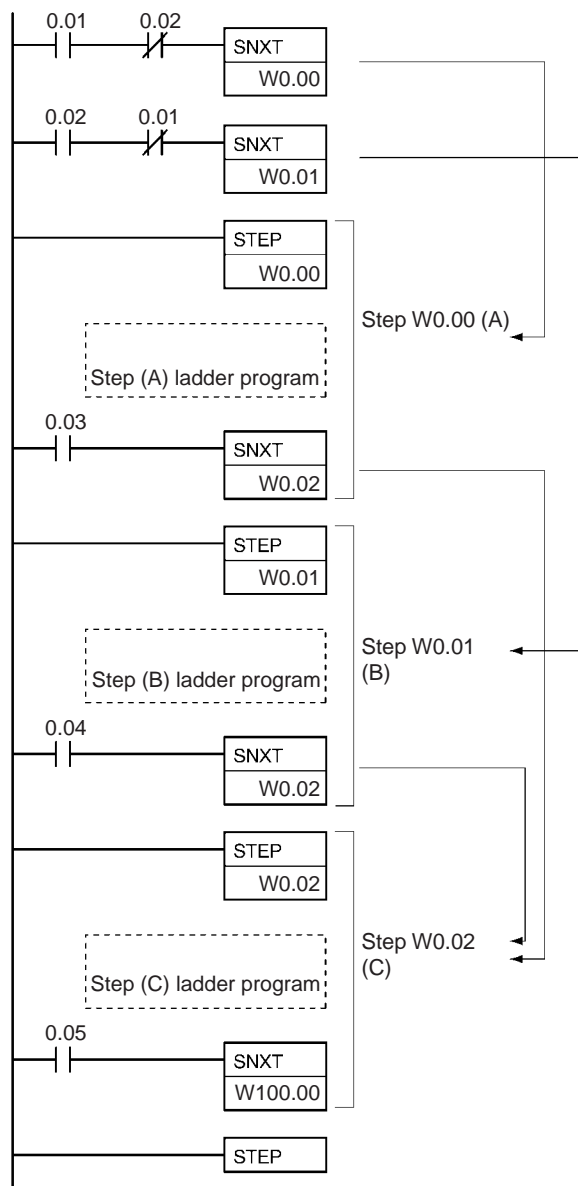 0.01 0.02
SNXT
W0.00
0.02 0.01
SNXT
W0.01
STEP
W0.00
Step W0.00 (A)
Step (A) ladder program
0.03
SNXT
W0.02
STEP
W0.01
Step W0.01
(B)
Step (B) ladder program
0.04
SNXT
W0.02
STEP
W0.02
Step W0.02
(C)
Step (C) ladder program
0.05
SNXT
W100.00
STEP